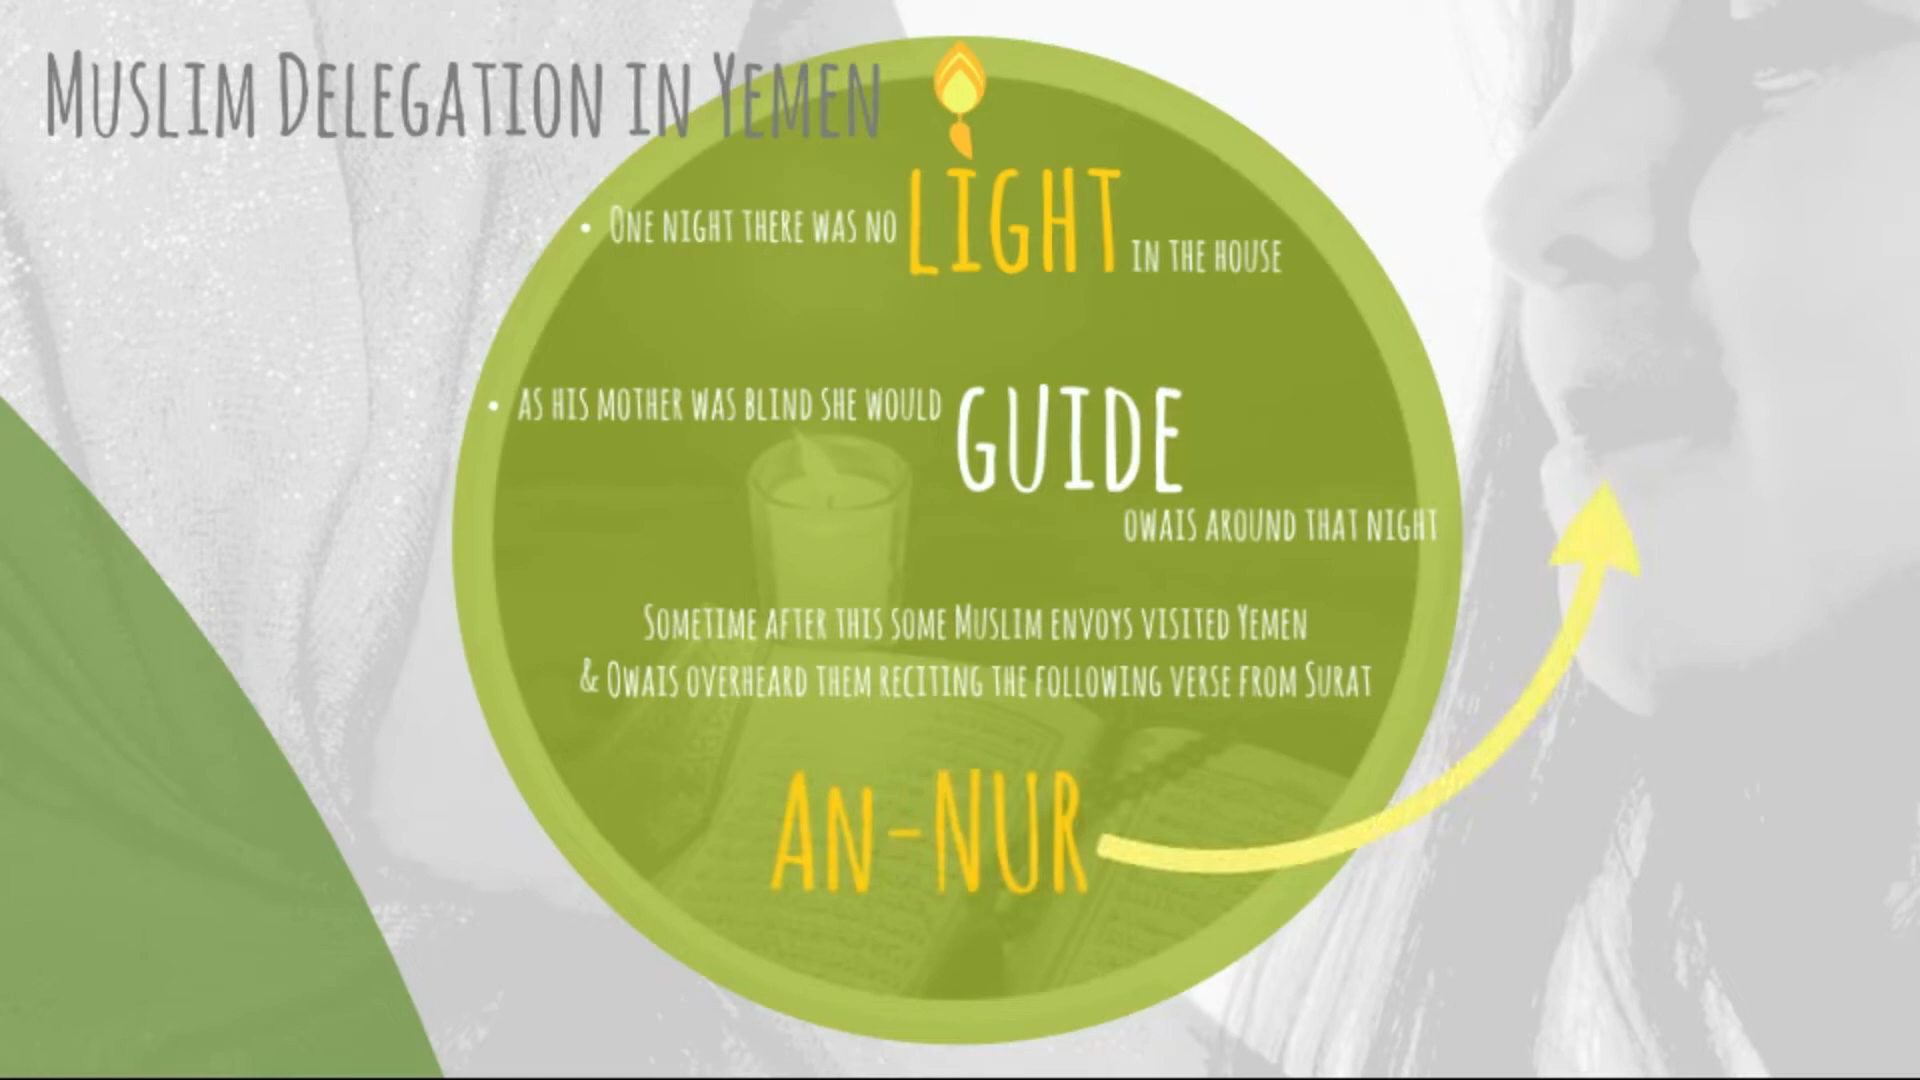 Muslim Delegation in Yemen
• One night there was no LIGHT in the house
• as his mother was blind she would GUIDE
owais around that night
Sometime after this some Muslim envoys visited Yemen
& Owais overheard them reciting the following verse from Surat
An-NUR